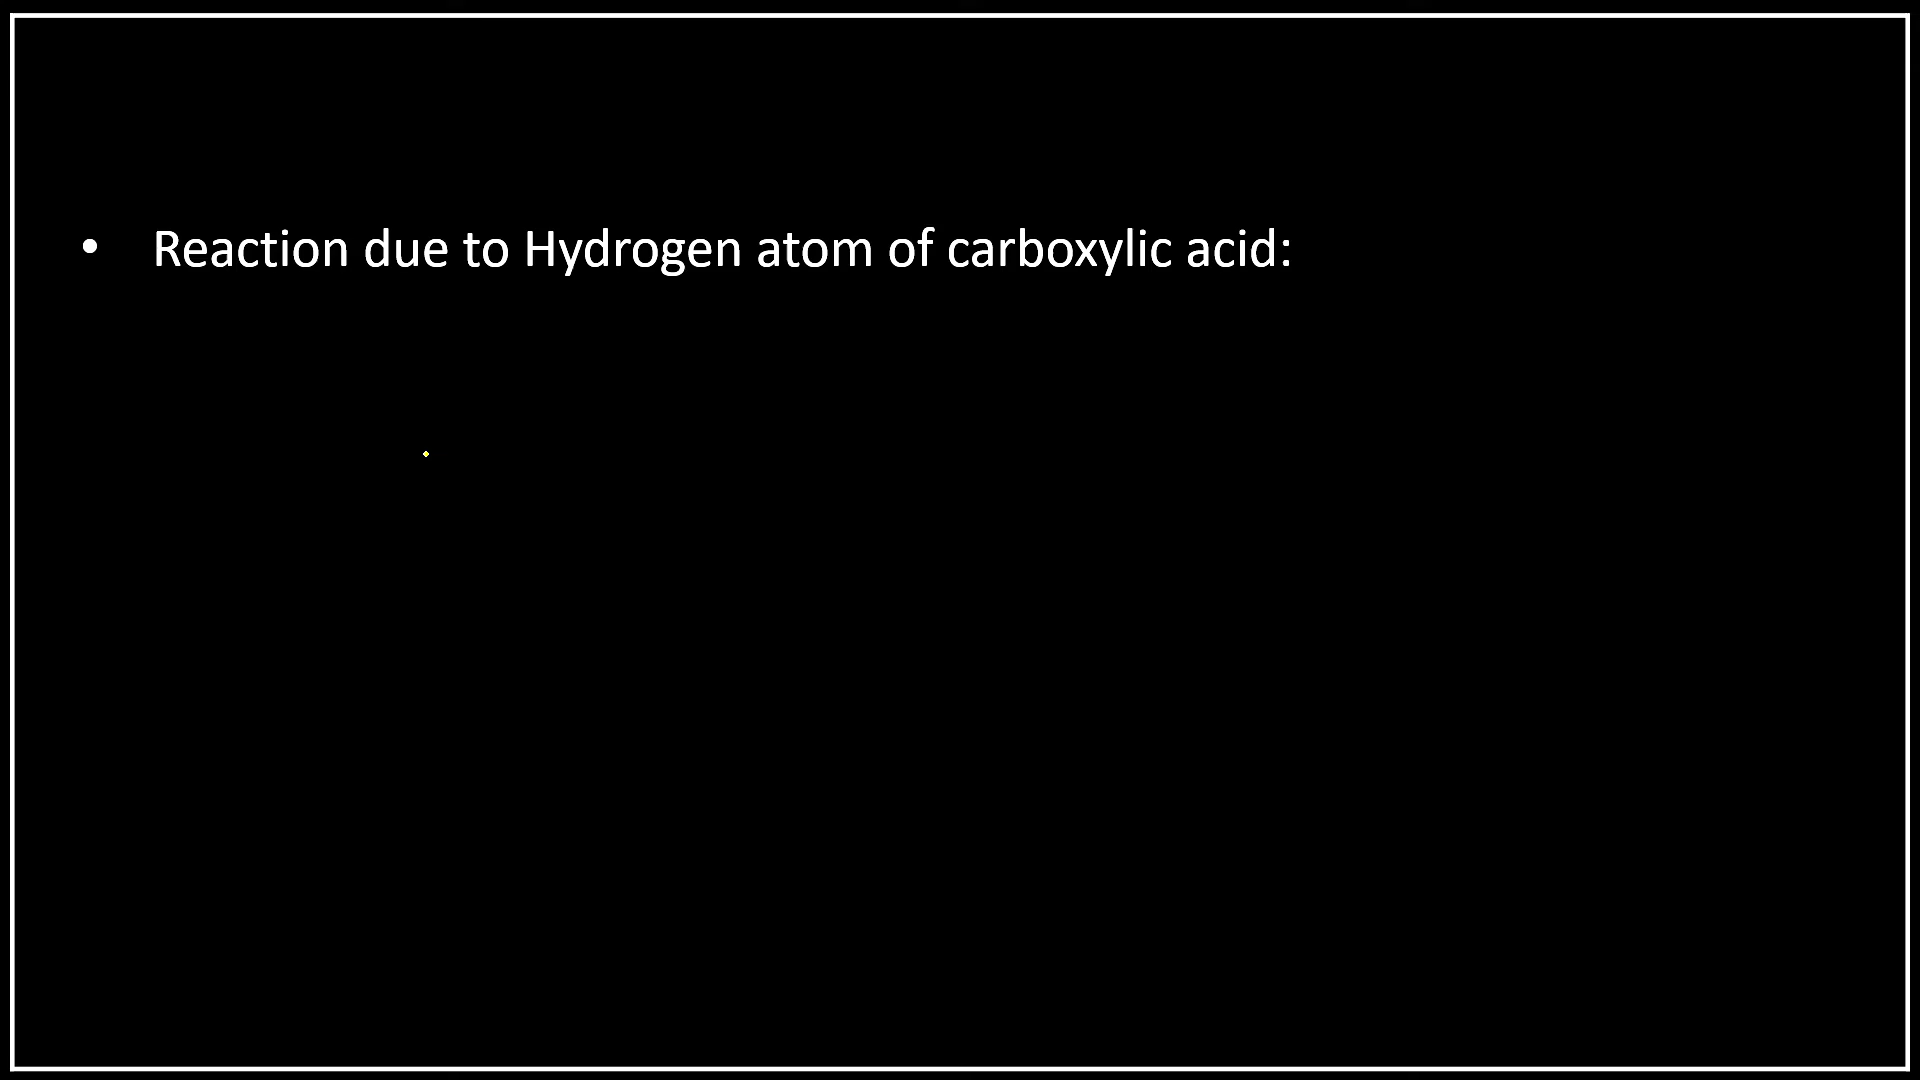 • Reaction due to Hydrogen atom of carboxylic acid: